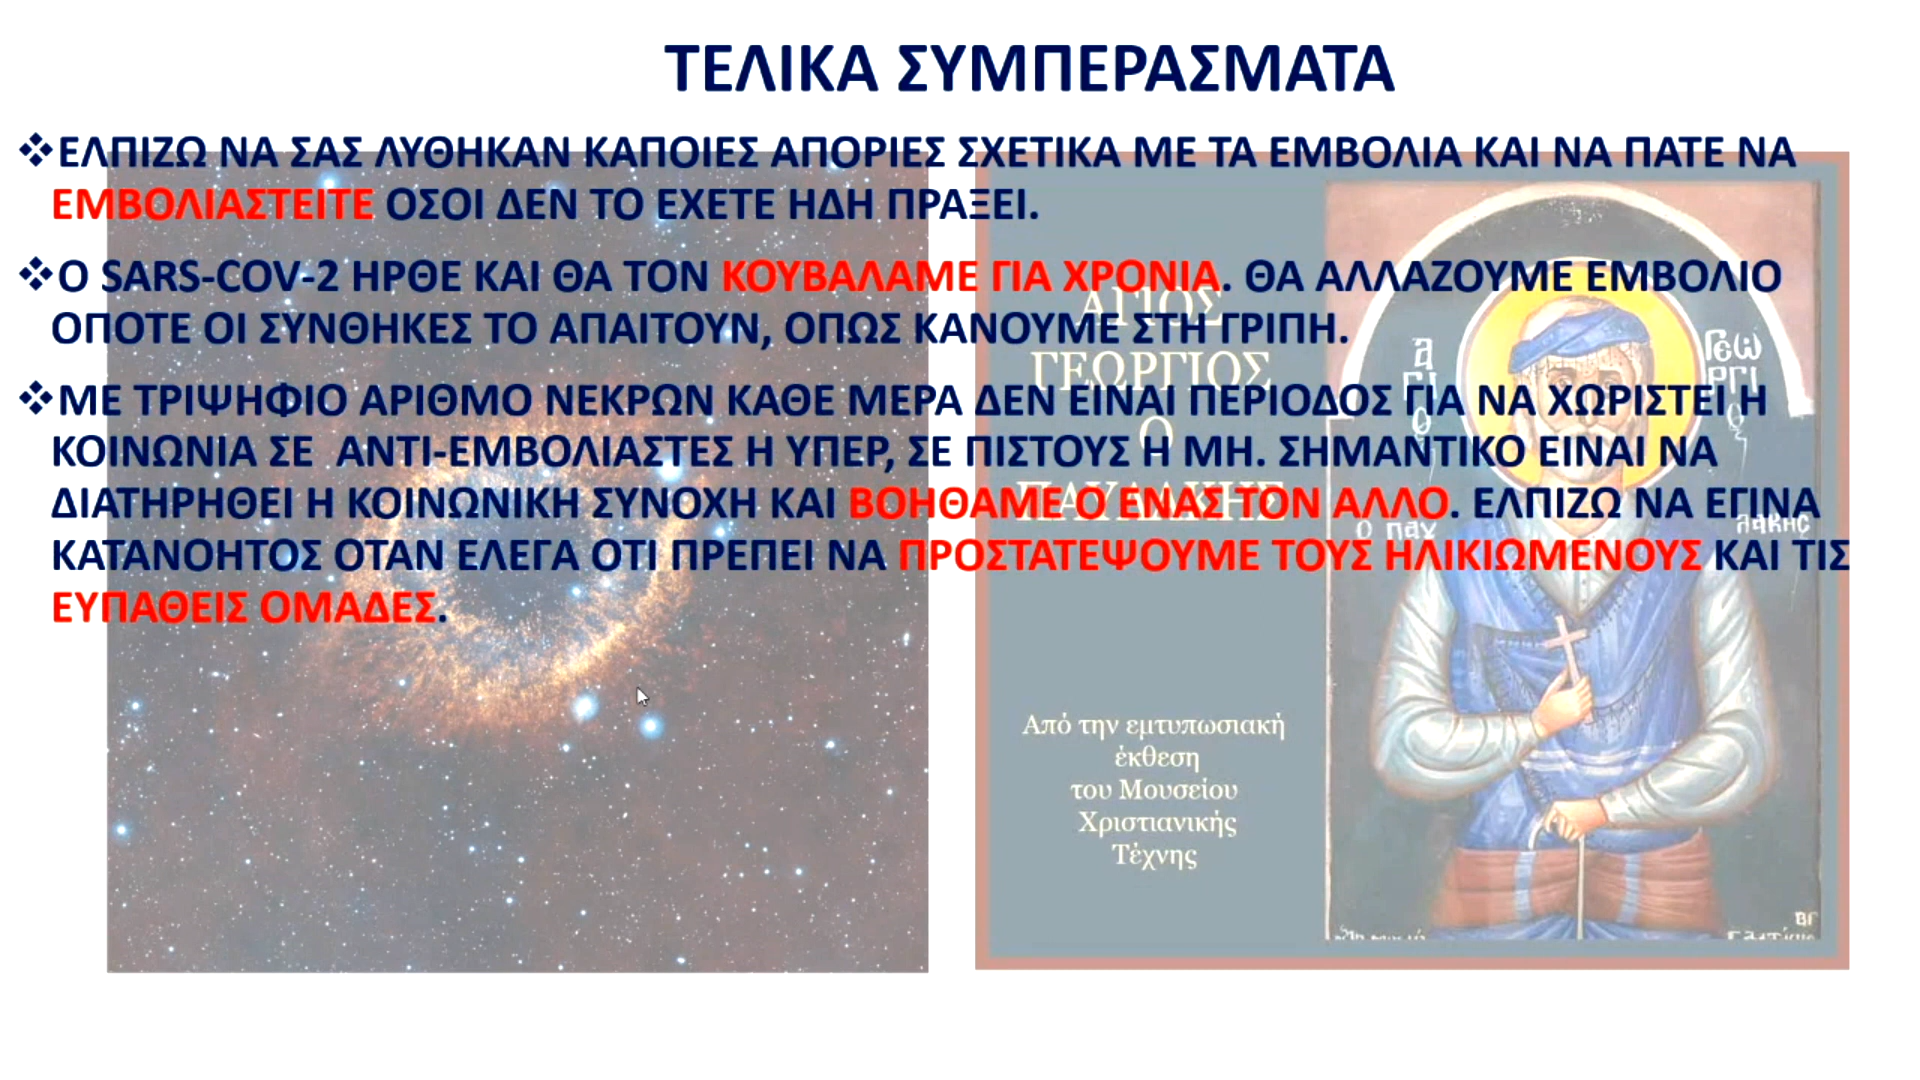 ΤΕΛΙΚΑ ΣΥΜΠΕΡΑΣΜΑΤΑ
❖ΕΛΠΙΖΩ ΝΑ ΣΑΣ ΛΥΘΗΚΑΝ ΚΑΠΟΙΕΣ ΑΠΟΡΙΕΣ ΣΧΕΤΙΚΑ ΜΕ ΤΑ ΕΜΒΟΛΙΑ ΚΑΙ ΝΑ ΠΑΤΕ ΝΑ
ΕΜΒΟΛΙΑΣΤΕΙΤΕ ΟΣΟΙ ΔΕΝ ΤΟ ΕΧΕΤΕ ΗΔΗ ΠΡΑΞΕΙ.
❖Ο SARS-COV-2 ΗΡΘΕ ΚΑΙ ΘΑ ΤΟΝ ΚΟΥΒΑΛΑΜΕ ΓΙΑ ΧΡΟΝΙΑ. ΘΑ ΑΛΛΑΖΟΥΜΕ ΕΜΒΟΛΙΟ
ΟΠΟΤΕ ΟΙ ΣΥΝΘΗΚΕΣ ΤΟ ΑΠΑΙΤΟΥΝ, ΟΠΩΣ ΚΑΝΟΥΜΕ ΣΤΗ ΓΡΙΠΗ.
❖ΜΕ ΤΡΙΨΗΦΙΟ ΑΡΙΘΜΟ ΝΕΚΡΩΝ ΚΑΘΕ ΜΕΡΑ ΔΕΝ ΕΙΝΑΙ ΠΕΡΙΟΔΟΣ ΓΙΑ ΝΑ ΧΩΡΙΣΤΕΙ Η
ΚΟΙΝΩΝΙΑ ΣΕ ΑΝΤΙ-ΕΜΒΟΛΙΑΣΤΕΣ Η ΥΠΕΡ, ΣΕ ΠΙΣΤΟΥΣ Η ΜΗ. ΣΗΜΑΝΤΙΚΟ ΕΙΝΑΙ ΝΑ
ΔΙΑΤΗΡΗΘΕΙ Η ΚΟΙΝΩΝΙΚΗ ΣΥΝΟΧΗ ΚΑΙ ΒΟΗΘΑΜΕ Ο ΕΝΑΣ ΤΟΝ ΑΛΛΟ. ΕΛΠΙΖΩ ΝΑ ΕΓΙΝΑ
ΚΑΤΑΝΟΗΤΟΣ ΟΤΑΝ ΕΛΕΓΑ ΟΤΙ ΠΡΕΠΕΙ ΝΑ ΠΡΟΣΤΑΤΕΨΟΥΜΕ ΤΟΥΣ ΗΛΙΚΙΩΜΕΝΟΥΣ ΚΑΙ ΤΙΣ
ΕΥΠΑΘΕΙΣ ΟΜΑΔΕΣ.
ΑΓΙΟΣ
ΓΕΩΡΓΙΟΣ
Ο
Από την εμτυπωσιακή
έκθεση
του Μουσείου
Χριστιανικής
Τέχνης